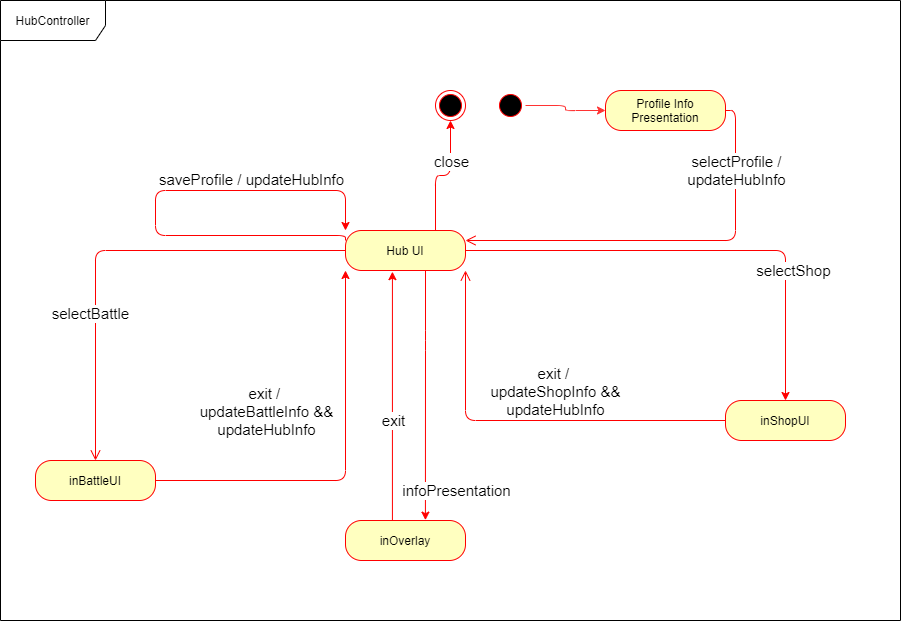 HubController
Profile Info
Presentation
close
selectProfile /
updateHubInfo
saveProfile / updateHubInfo
Hub UI
selectShop
selectBattle
exit /
updateShopInfo &&
updateHubInfo
exit /
updateBattleInfo &&
updateHubInfo
exit
inShopUI
inBattleUI
infoPresentation
inOverlay